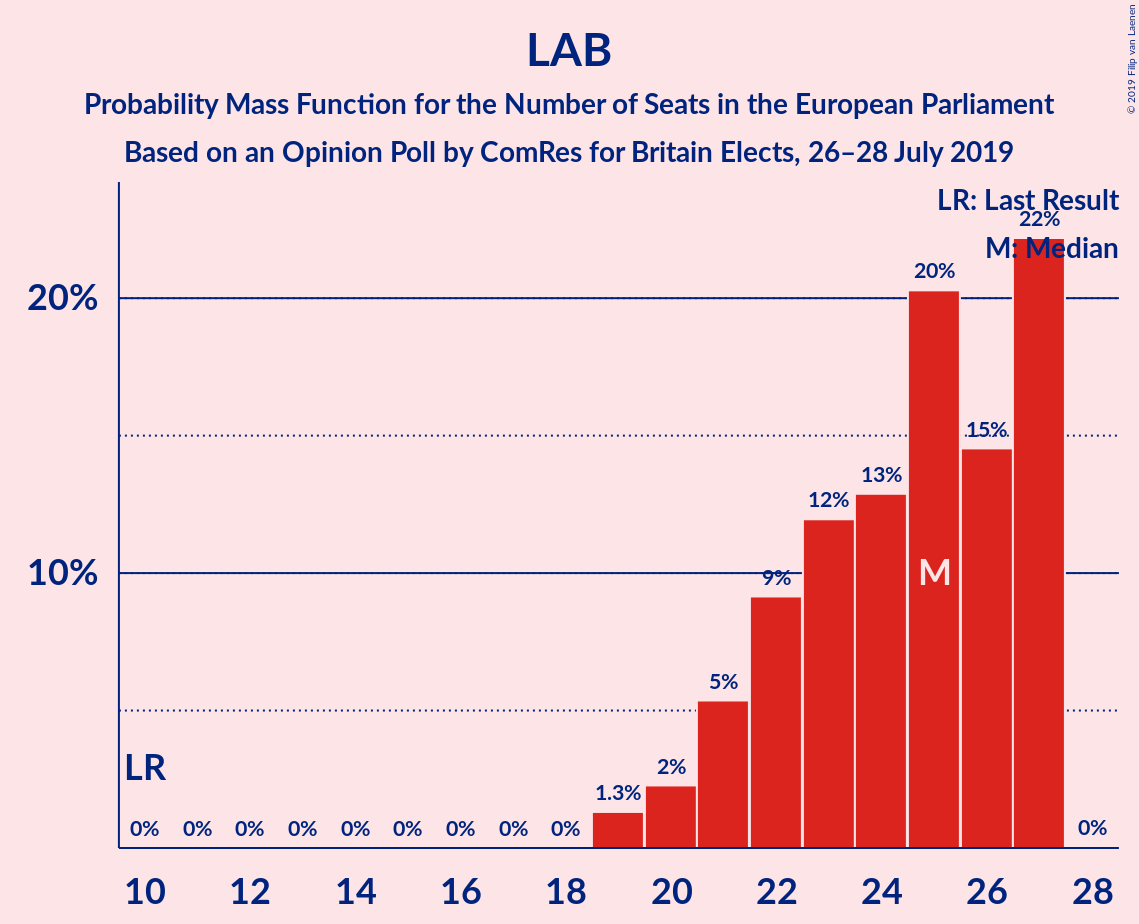 © 2019 Filip van Laenen
LAB
Probability Mass Function for the Number of Seats in the European Parliament
Based on an Opinion Poll by ComRes for Britain Elects, 26–28 July 2019
LR: Last Result
M: Median
22%
20%
20%
15%
13%
12%
10%
9%
M
5%
LR
2%
1.3%
0% 0% 0% 0% 0% 0% 0% 0% 0% 0%
10 12 14 16 18 20 22 24 26 28